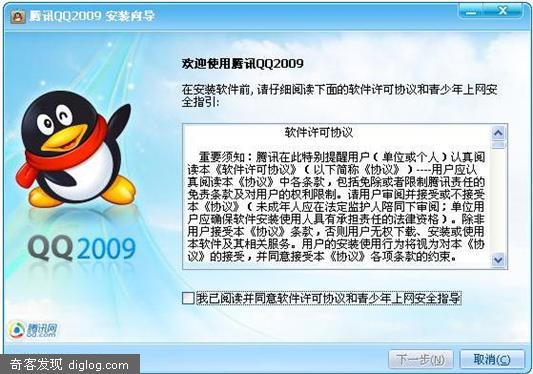 腾讯QQ2009 安装向导
欢迎使用腾讯QQ2009
在安装软件前, 请仔细阅读下面的软件许可协议和青少年上网安
全指引:
软件许可协议
重要须知：腾讯在此特别提醒用户（单位或个人）认真阅
读本《软件许可协议》（以下简称《协议》）----用户应认
真阅读本《协议》中各条款，包括免除或者限制腾讯责任的
免责条款及对用户的权利限制。请用户审阅并接受或不接受
本《协议》（未成年人应在法定监护人陪同下审阅；单位用
户应确保软件安装使用人具有承担责任的法律资格）。除非
用户接受本《协议》条款，否则用户无权下载、安装或使用
本软件及其相关服务。用户的安装使用行为将视为对本《协
议》的接受，并同意接受本《协议》各项条款的约束。
我已阅读并同意软件许可协议和青少年上网安全指导
QQ2009
腾讯网
QQ.com
下一步(N)
取消(C)
奇客发现 diglog.com